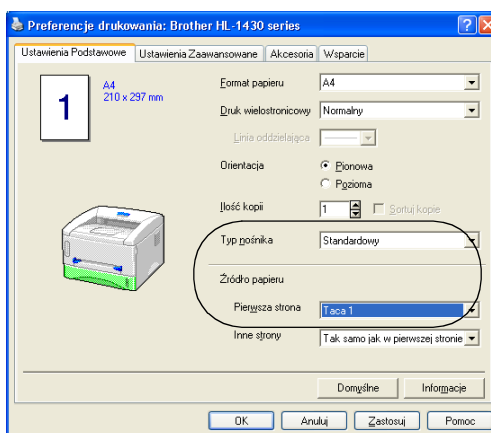 Preferencje drukowania: Brother HL-1430 series
Ustawienia Podstawowe Ustawienia Zaawansowane Akcesoria Wsparcie
1
A4
210 x 297 mm
Format papieru A4
Druk wielostronicowy Normalny
Linia oddzielająca
Orientacja Pionowa
Pozioma
Ilość kopii 1 Sortuj kopie
Typ nośnika Standardowy
Źródło papieru
Pierwsza strona Taca 1
Inne strony Tak samo jak w pierwszej stronie
Domyślne Informacje
OK Anuluj Zastosuj Pomoc